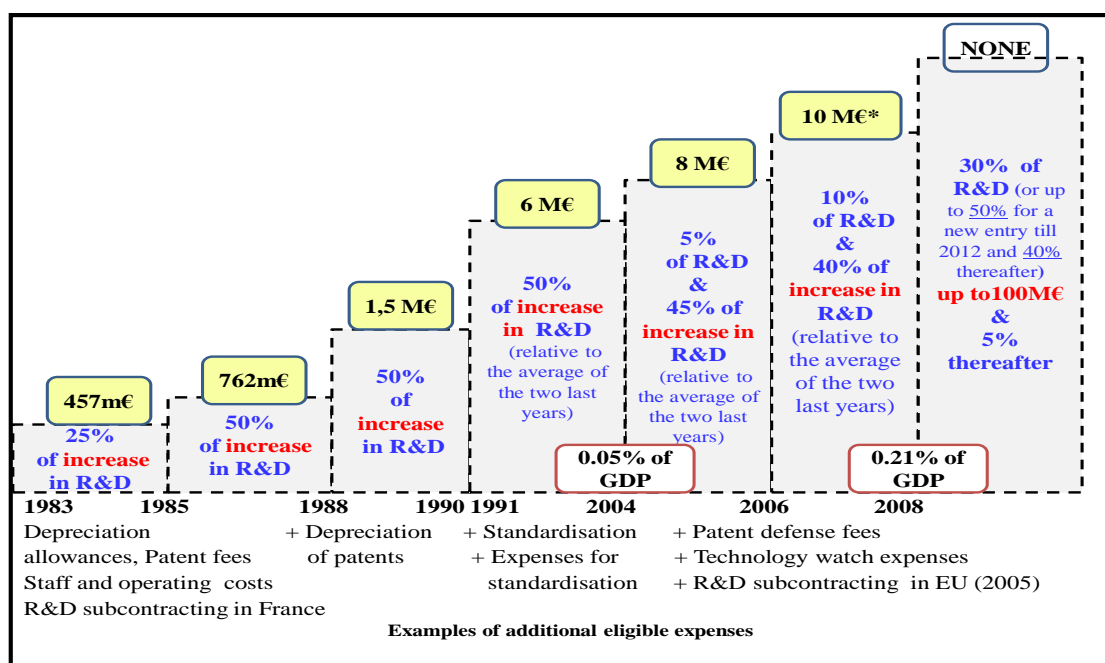 NONE
10 M€*
8 M€
6 M€
1,5 M€
762m€
457m€
25%
of increase
in R&D
50%
of increase
in R&D
50%
of
increase
in R&D
50%
of increase
in R&D
(relative to
the average of
the two last
years)
5%
of R&D
&
45% of
increase in
R&D
(relative to
the average of
the two last
years)
10%
of R&D
&
40% of
increase in
R&D
(relative to
the average
of the two
last years)
30% of
R&D (or up
to 50% for a
new entry till
2012 and 40%
thereafter)
up to100M€
&
5%
thereafter
0.05% of
GDP
0.21% of
GDP
1983 1985 1988 1990 1991 2004 2006 2008
Depreciation
allowances, Patent fees
Staff and operating costs
R&D subcontracting in France
+ Depreciation
of patents
+ Standardisation
+ Expenses for
standardisation
+ Patent defense fees
+ Technology watch expenses
+ R&D subcontracting in EU (2005)
Examples of additional eligible expenses